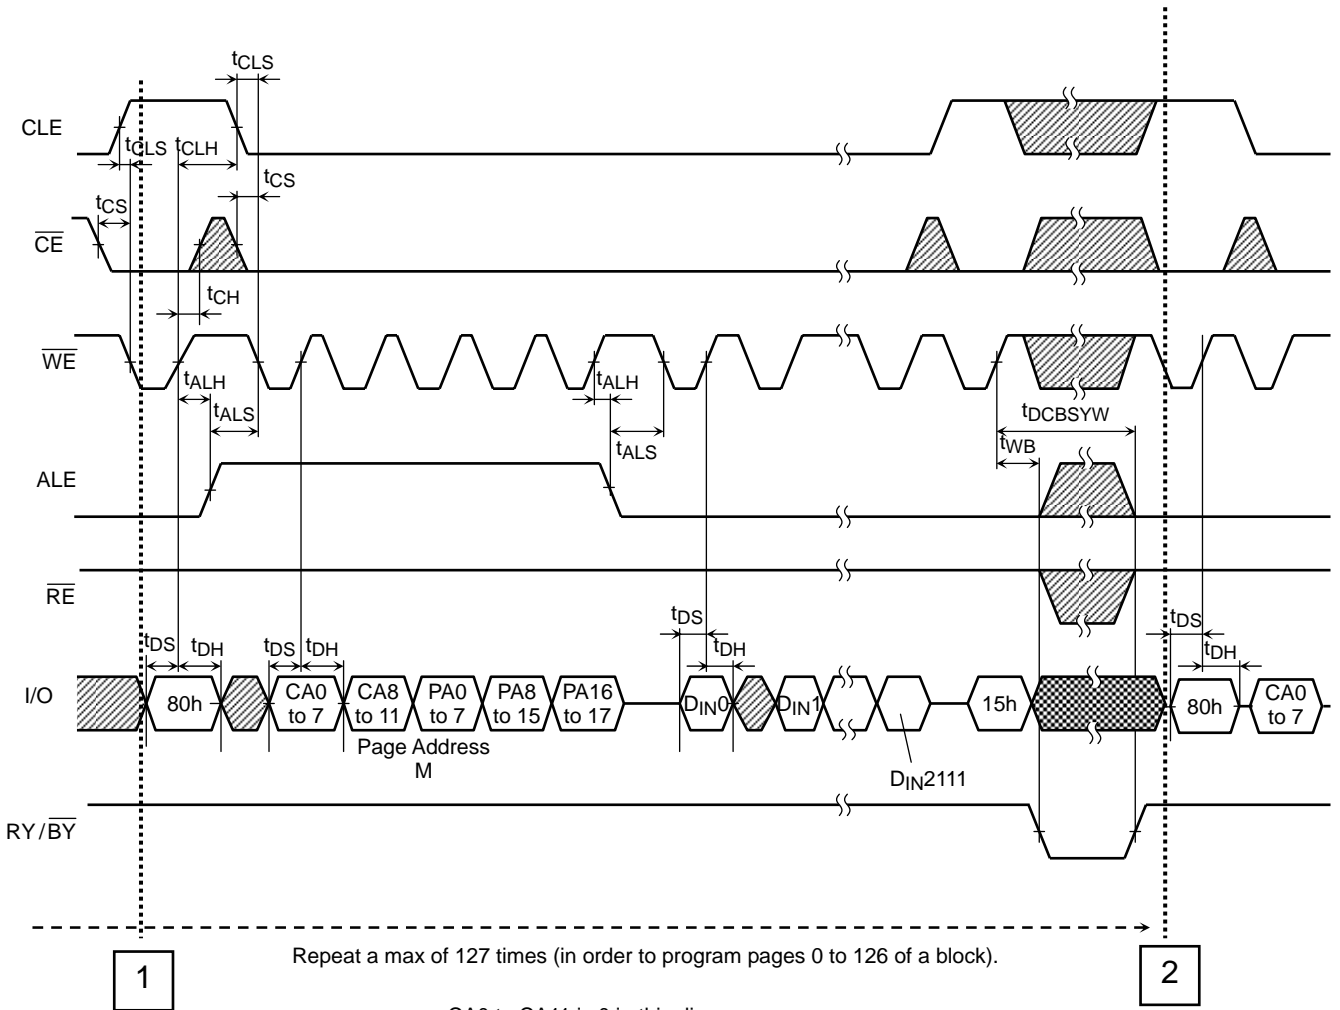 tCLS
CLE
tCLS
tCLH
tCS
tCS
CE
tCH
WE
tALH
tALH
tALS
tDCBSYW
tWB
tALS
ALE
RE
tDS
tDS
tDS
tDH
tDS
tDH
tDH
tDH
I/O
80h
CA0 to 7
CA8 to 11
PA0 to 7
PA8 to 15
PA16 to 17
DIN0
DIN1
15h
80h
CA0 to 7
Page Address
M
DIN2111
RY/BY
Repeat a max of 127 times (in order to program pages 0 to 126 of a block).
1
2